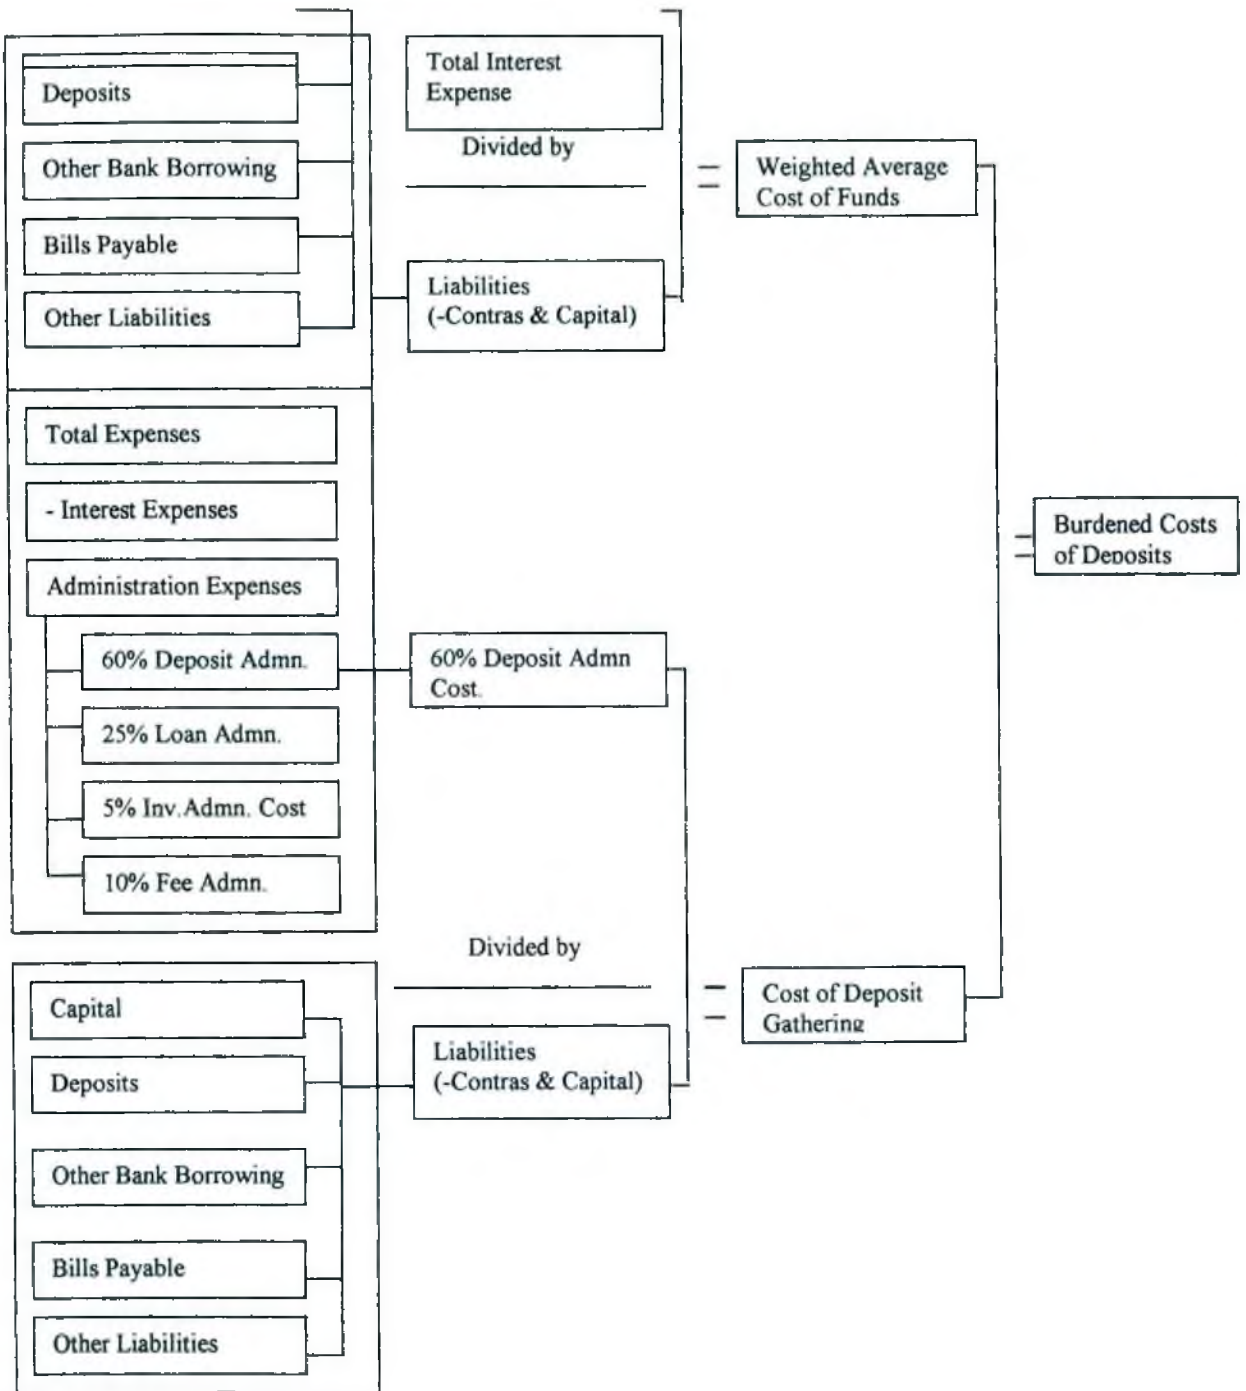 Deposits
Other Bank Borrowing
Bills Payable
Other Liabilities
Total Interest
Expense
Divided by
Liabilities
(-Contras & Capital)
Weighted Average
Cost of Funds
Total Expenses
- Interest Expenses
Administration Expenses
60% Deposit Admn.
25% Loan Admn.
5% Inv.Admn. Cost
10% Fee Admn.
60% Deposit Admn
Cost.
Divided by
Capital
Deposits
Other Bank Borrowing
Bills Payable
Other Liabilities
Liabilities
(-Contras & Capital)
Cost of Deposit
Gathering
Burdened Costs
of Deposits